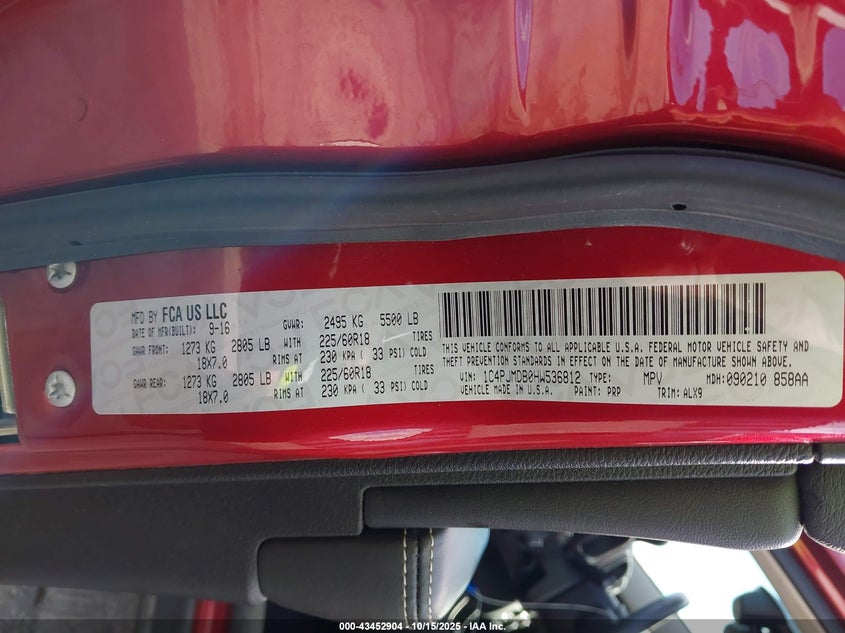 MFD BY FCA US LLC
DATE OF MFR(BUILT): 9-16 GVWR: 2495 KG 5500 LB
GAWR FRONT: 1273 KG 2805 LB WITH 225/60R18 TIRES
18X7.0 RIMS AT 230 KPA ( 33 PSI) COLD
GAWR REAR: 1273 KG 2805 LB WITH 225/60R18 TIRES
18X7.0 RIMS AT 230 KPA ( 33 PSI) COLD
THIS VEHICLE CONFORMS TO ALL APPLICABLE U.S.A. FEDERAL MOTOR VEHICLE SAFETY AND
THEFT PREVENTION STANDARDS IN EFFECT ON THE DATE OF MANUFACTURE SHOWN ABOVE.
VIN: 1C4PJMDB0HW536812 TYPE: MPV MDH:090210 858AA
VEHICLE MADE IN U.S.A. PAINT: PRP TRIM: ALX9
000-43452904 - 10/15/2025 - IAA Inc.